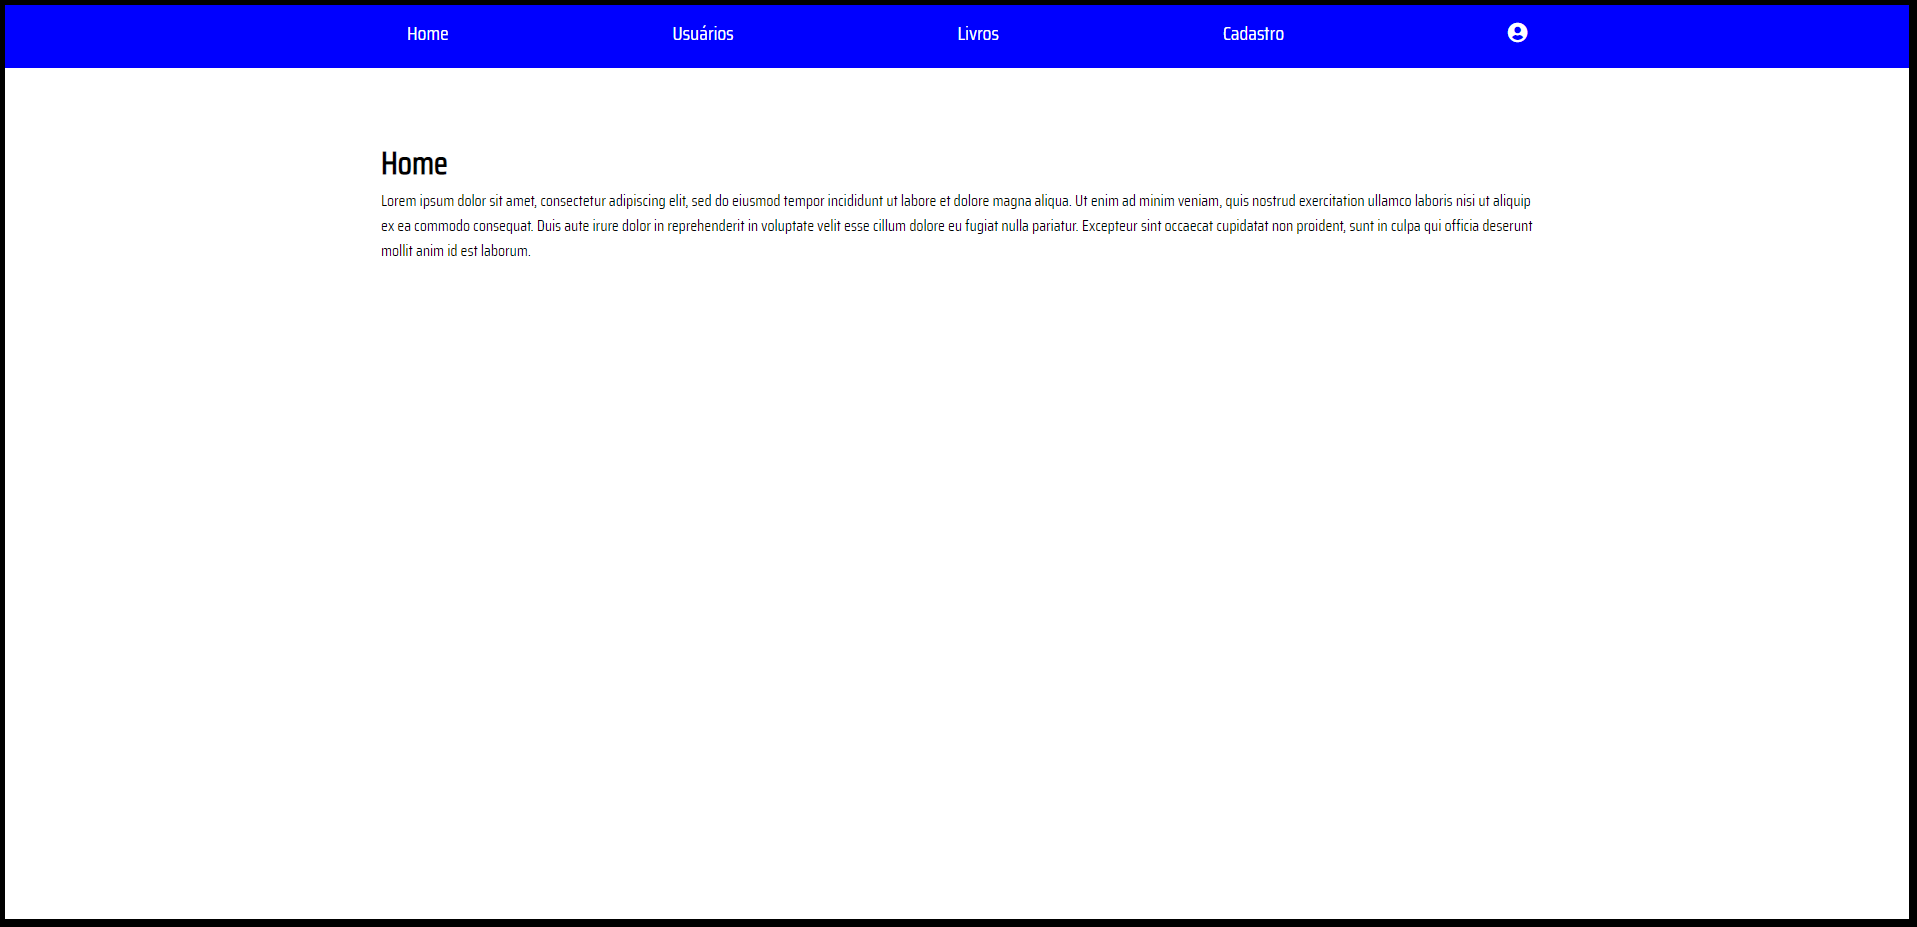 Home Usuários Livros Cadastro
Home
Lorem ipsum dolor sit amet, consectetur adipiscing elit, sed do eiusmod tempor incididunt ut labore et dolore magna aliqua. Ut enim ad minim veniam, quis nostrud exercitation ullamco laboris nisi ut aliquip
ex ea commodo consequat. Duis aute irure dolor in reprehenderit in voluptate velit esse cillum dolore eu fugiat nulla pariatur. Excepteur sint occaecat cupidatat non proident, sunt in culpa qui officia deserunt
mollit anim id est laborum.